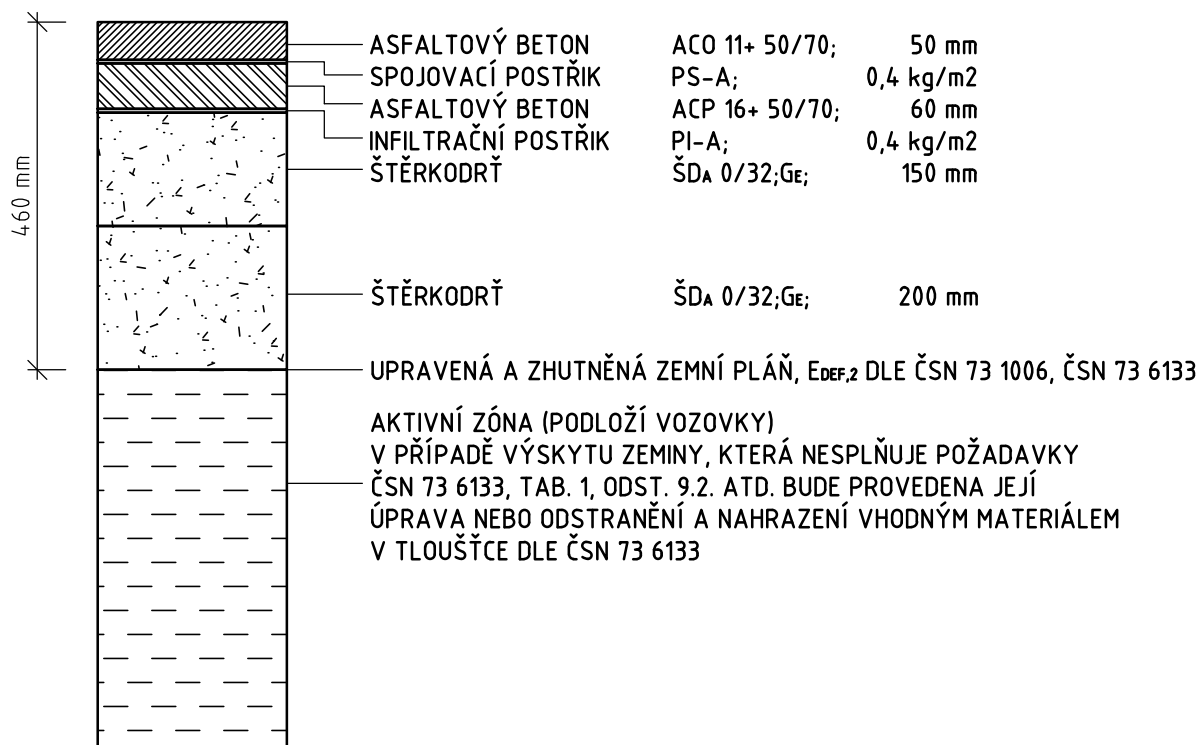 ASFALTOVÝ BETON ACO 11+ 50/70; 50 mm
SPOJOVACÍ POSTŘIK PS-A; 0,4 kg/m2
ASFALTOVÝ BETON ACP 16+ 50/70; 60 mm
INFILTRAČNÍ POSTŘIK PI-A; 0,4 kg/m2
ŠTĚRKODRŤ ŠDA 0/32;GE; 150 mm
460 mm
ŠTĚRKODRŤ ŠDA 0/32;GE; 200 mm
UPRAVENÁ A ZHUTNĚNÁ ZEMNÍ PLÁŇ, EDEF,2 DLE ČSN 73 1006, ČSN 73 6133
AKTIVNÍ ZÓNA (PODLOŽÍ VOZOVKY)
V PŘÍPADĚ VÝSKYTU ZEMINY, KTERÁ NESPLŇUJE POŽADAVKY
ČSN 73 6133, TAB. 1, ODST. 9.2. ATD. BUDE PROVEDENA JEJÍ
ÚPRAVA NEBO ODSTRANĚNÍ A NAHRAZENÍ VHODNÝM MATERIÁLEM
V TLOUŠŤCE DLE ČSN 73 6133